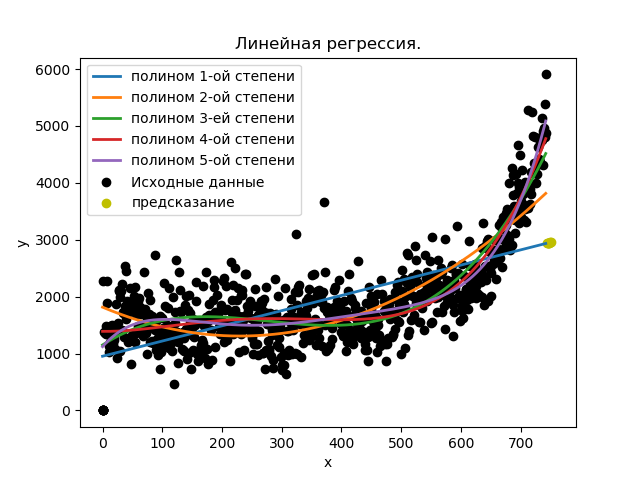 Линейная регрессия.
полином 1-ой степени
полином 2-ой степени
полином 3-ей степени
полином 4-ой степени
полином 5-ой степени
Исходные данные
предсказание
y
6000
5000
4000
3000
2000
1000
0
0 100 200 300 400 500 600 700
x